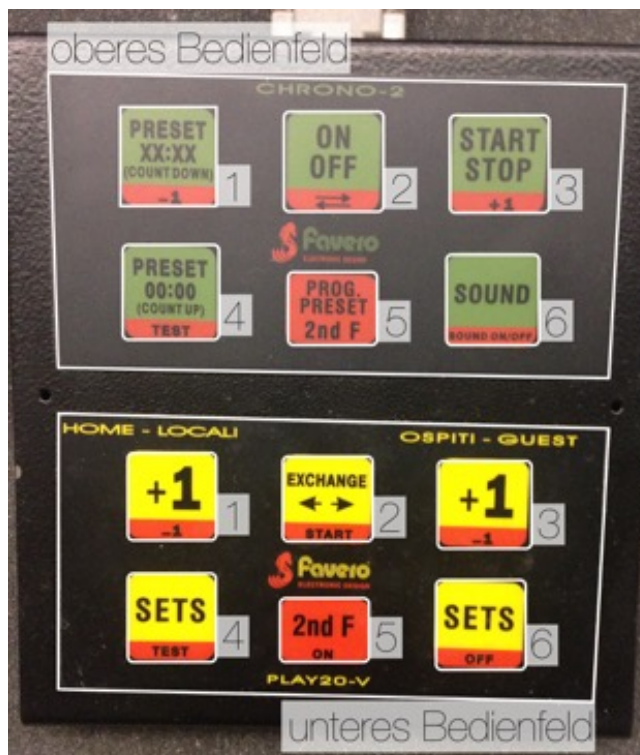 oberes Bedienfeld
CHRONO-2
PRESET
XX:XX
(COUNT DOWN)
-1
1
ON
OFF
2
START
STOP
+1
3
Favero
ELECTRONIC DESIGN
PRESET
00:00
(COUNT UP)
TEST
4
PROG.
PRESET
2nd F
5
SOUND
SOUND ON/OFF
6
HOME - LOCALI
OSPITI - GUEST
+1
-1
1
EXCHANGE
START
2
+1
-1
3
Favero
ELECTRONIC DESIGN
SETS
TEST
4
2nd F
ON
5
SETS
OFF
6
PLAY20-V
unteres Bedienfeld